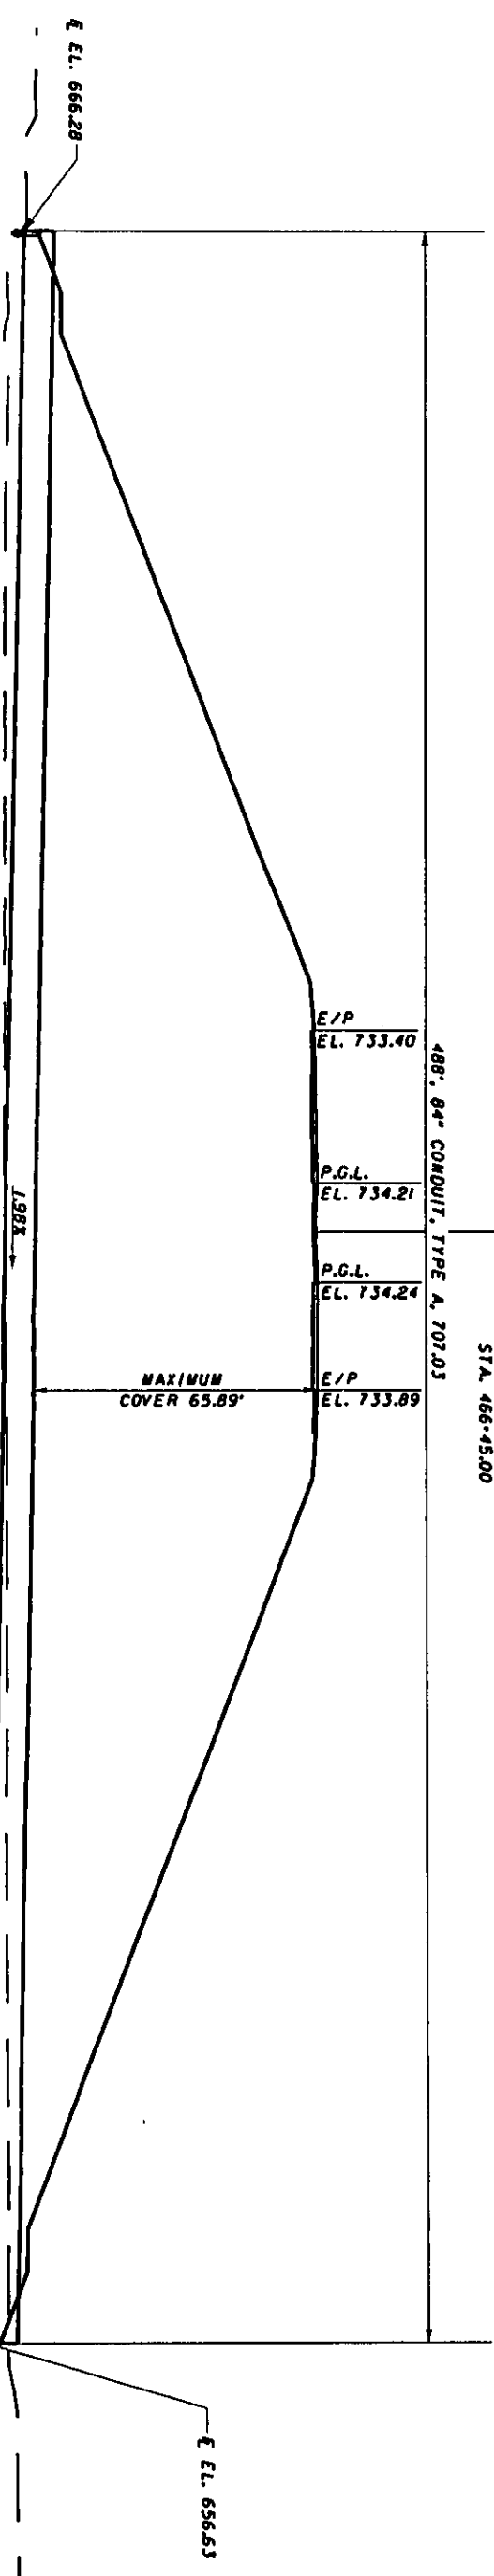 ℄ EL. 666.28
E/P
EL. 733.40
488', 84" CONDUIT, TYPE A, 707.03
P.G.L.
EL. 734.21
1.98%
P.G.L.
EL. 734.24
STA. 466+45.00
MAXIMUM
COVER 65.89'
E/P
EL. 733.89
℄ EL. 656.63